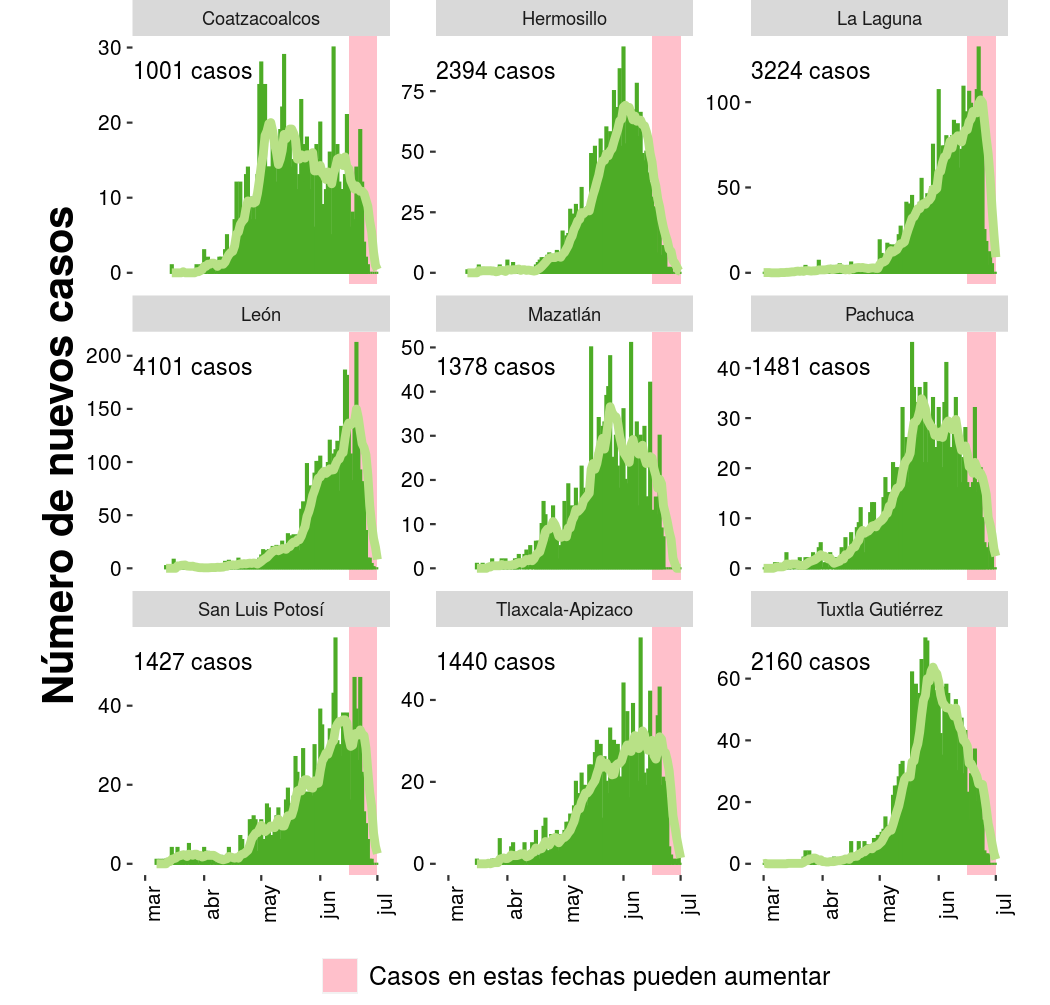 Número de nuevos casos
Coatzacoalcos
1001 casos
30
20
10
0
Hermosillo
2394 casos
75
50
25
0
La Laguna
3224 casos
100
50
0
León
4101 casos
200
150
100
50
0
Mazatlán
1378 casos
50
40
30
20
10
0
Pachuca
1481 casos
40
30
20
10
0
San Luis Potosí
1427 casos
40
20
0
Tlaxcala-Apizaco
1440 casos
40
20
0
Tuxtla Gutiérrez
2160 casos
60
40
20
0
mar abr may jun jul
mar abr may jun jul
mar abr may jun jul
Casos en estas fechas pueden aumentar